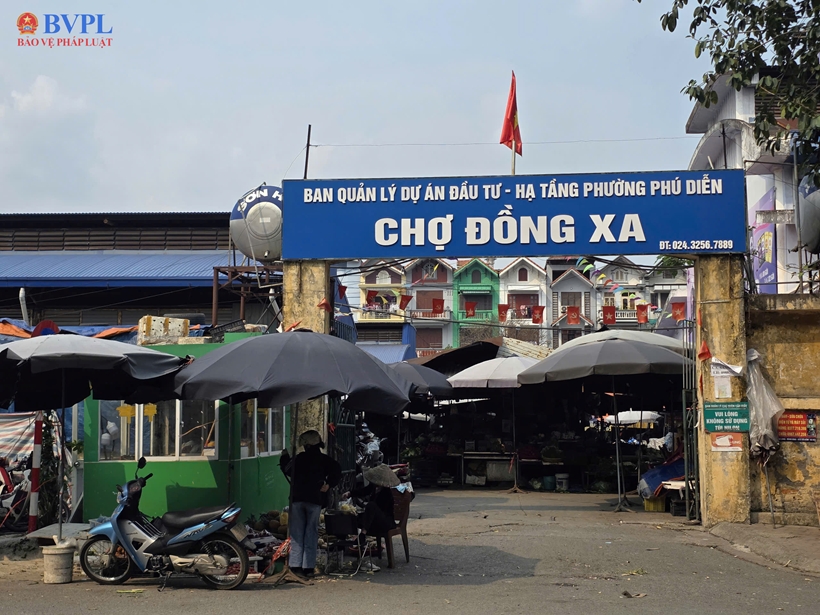 BVPL
BẢO VỆ PHÁP LUẬT
BAN QUẢN LÝ DỰ ÁN ĐẦU TƯ - HẠ TẦNG PHƯỜNG PHÚ DIỄN
CHỢ ĐỒNG XA
ĐT: 024.3256.7889
VUI LÒNG
KHÔNG SỬ DỤNG